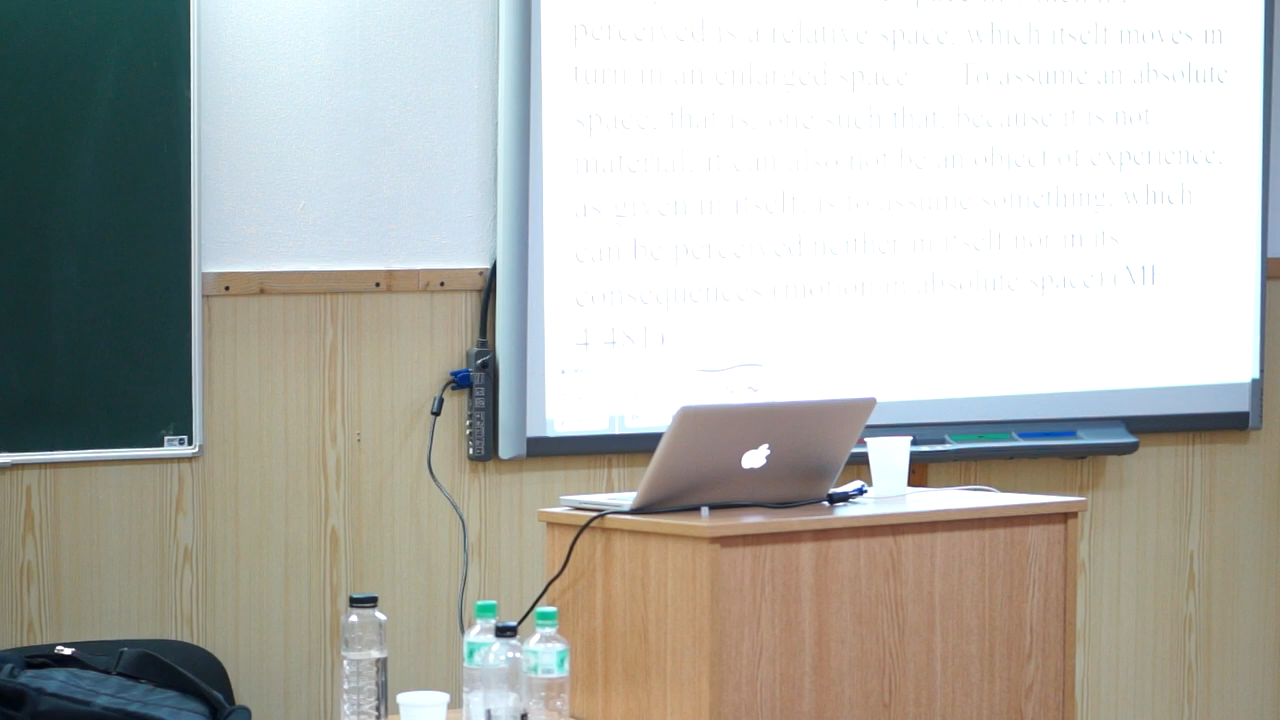 perceived is a relative space, which itself moves in
turn in an enlarged space To assume an absolute
space, that is, one such that, because it is not
material, it can also not be an object of experience,
as given in itself, is to assume something, which
can be perceived neither in itself nor in its
consequences (motion in absolute space)
4:481)